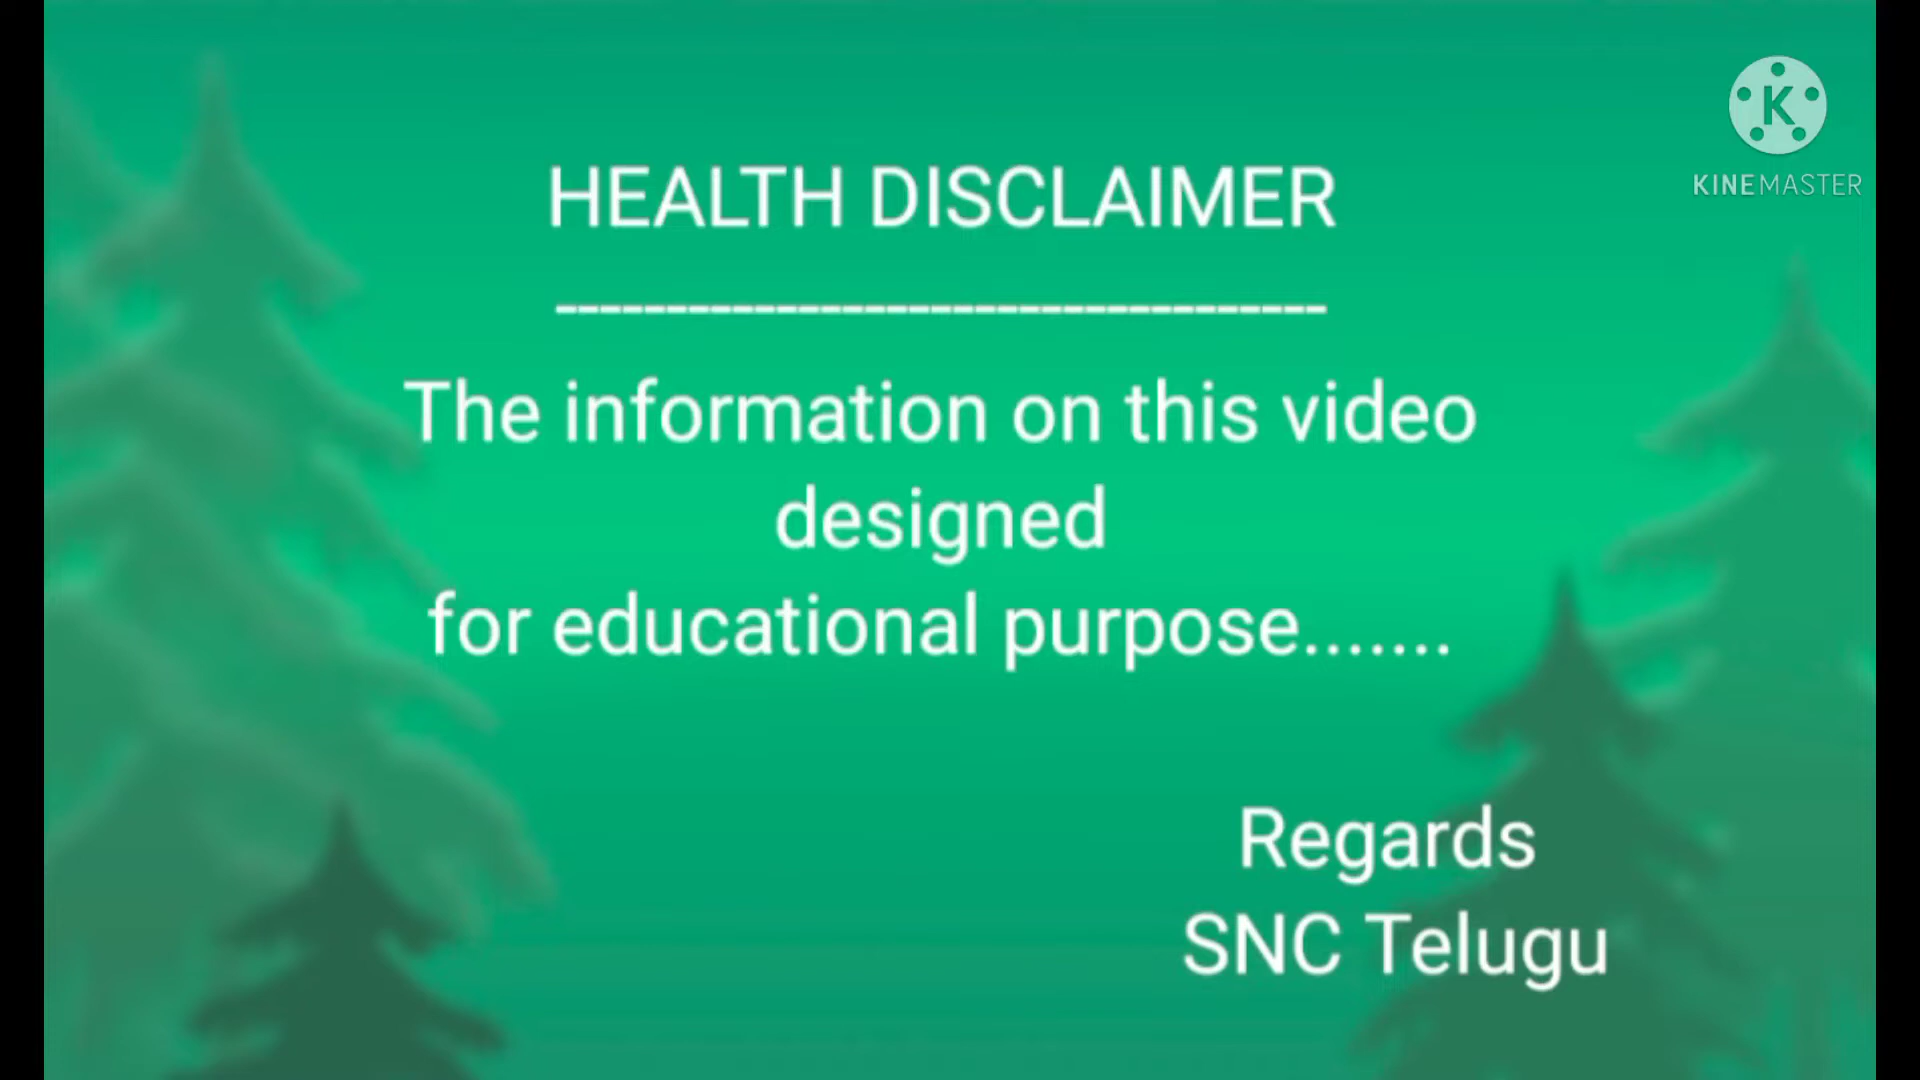 K
KINEMASTER
HEALTH DISCLAIMER
-----------------------------------
The information on this video
designed
for educational purpose.......
Regards
SNC Telugu